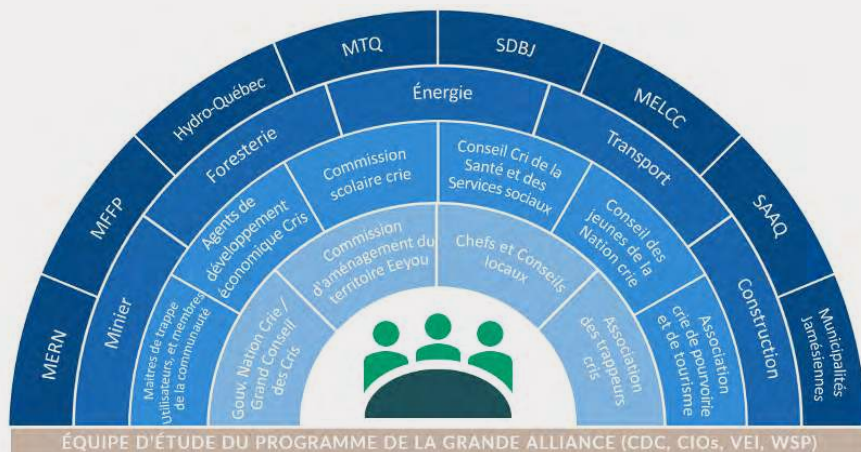 MERN
MFFP
Hydro-Québec
MTQ
SDBJ
MELCC
SAAQ
Municipalités
Jamésiennes
Minier
Foresterie
Énergie
Transport
Construction
Maîtres de trappe
Utilisateurs, et membres
de la communauté
Agents de
développement
économique Cris
Commission
scolaire crie
Conseil Cri de la
Santé et des
Services sociaux
Conseil des
jeunes de la
Nation crie
Association
crie de pourvoirie
et de tourisme
Gouv. Nation Crie /
Grand Conseil
des Cris
Commission
d'aménagement du
territoire Eeyou
Chefs et Conseils
locaux
Association
des trappeurs
cris
ÉQUIPE D'ÉTUDE DU PROGRAMME DE LA GRANDE ALLIANCE (CDC, CIOs, VEI, WSP)